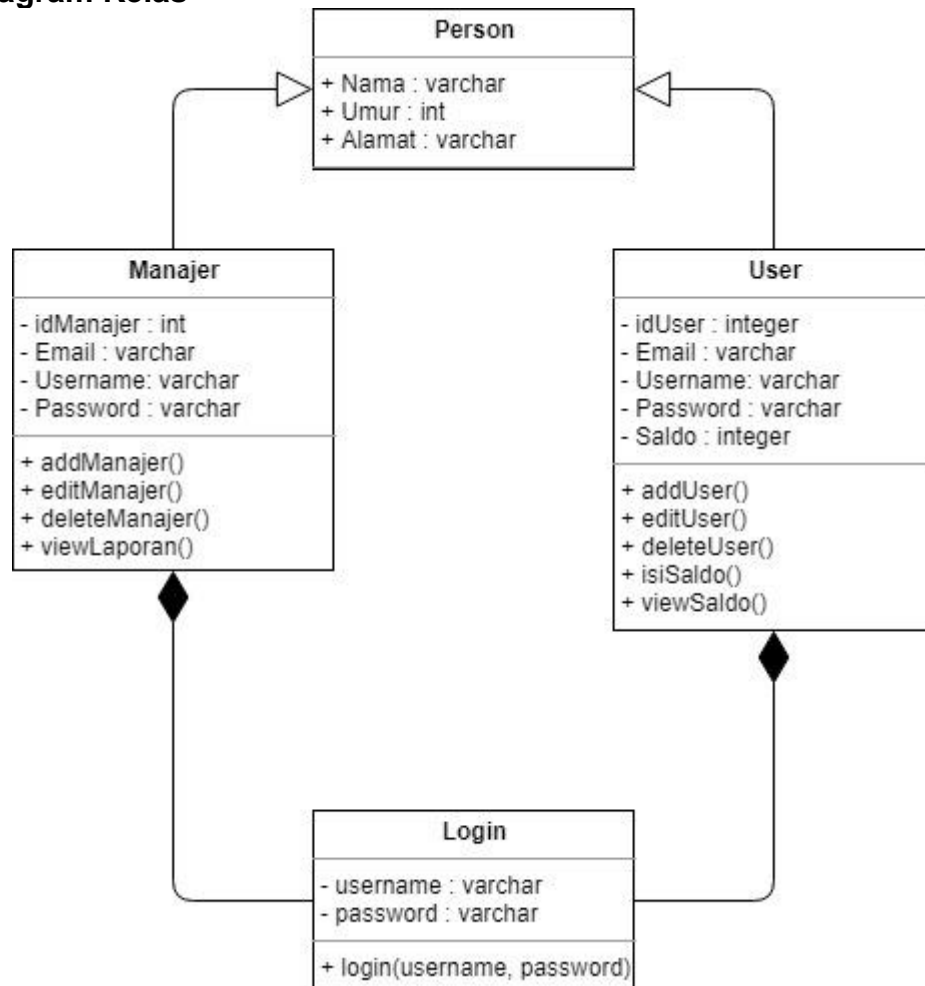 Person
+ Nama : varchar
+ Umur : int
+ Alamat : varchar
Manajer
- idManajer : int
- Email : varchar
- Username: varchar
- Password : varchar
+ addManajer()
+ editManajer()
+ deleteManajer()
+ viewLaporan()
User
- idUser : integer
- Email : varchar
- Username: varchar
- Password : varchar
- Saldo : integer
+ addUser()
+ editUser()
+ deleteUser()
+ isiSaldo()
+ viewSaldo()
Login
- username : varchar
- password : varchar
+ login(username, password)